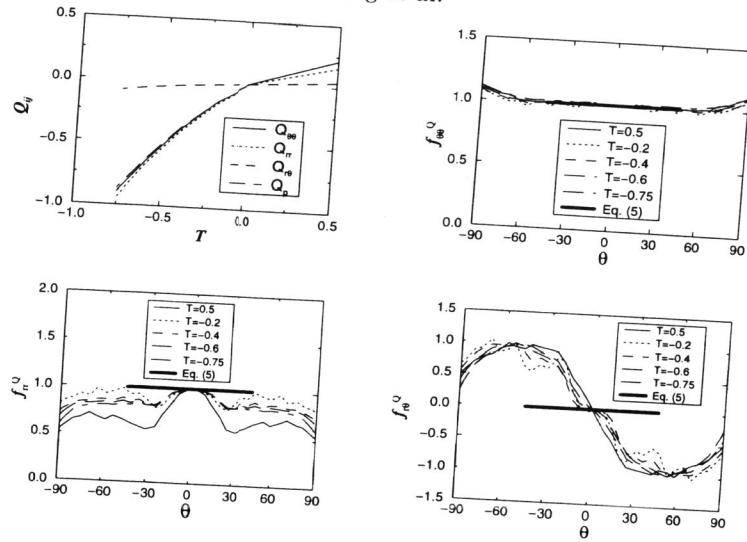 0.5
0.0
−0.5
−1.0
Q_ij
Q_θθ
Q_rr
Q_rθ
Q_p
−1.0
−0.5
0.0
0.5
T
1.5
1.0
0.5
0.0
f_θθ^Q
T=0.5
T=−0.2
T=−0.4
T=−0.6
T=−0.75
Eq. (5)
−90
−60
−30
0
30
60
90
θ
2.0
1.5
1.0
0.5
0.0
f_rr^Q
T=0.5
T=−0.2
T=−0.4
T=−0.6
T=−0.75
Eq. (5)
−90
−60
−30
0
30
60
90
θ
1.5
1.0
0.5
0.0
−0.5
−1.0
−1.5
f_rθ^Q
T=0.5
T=−0.2
T=−0.4
T=−0.6
T=−0.75
Eq. (5)
−90
−60
−30
0
30
60
90
θ